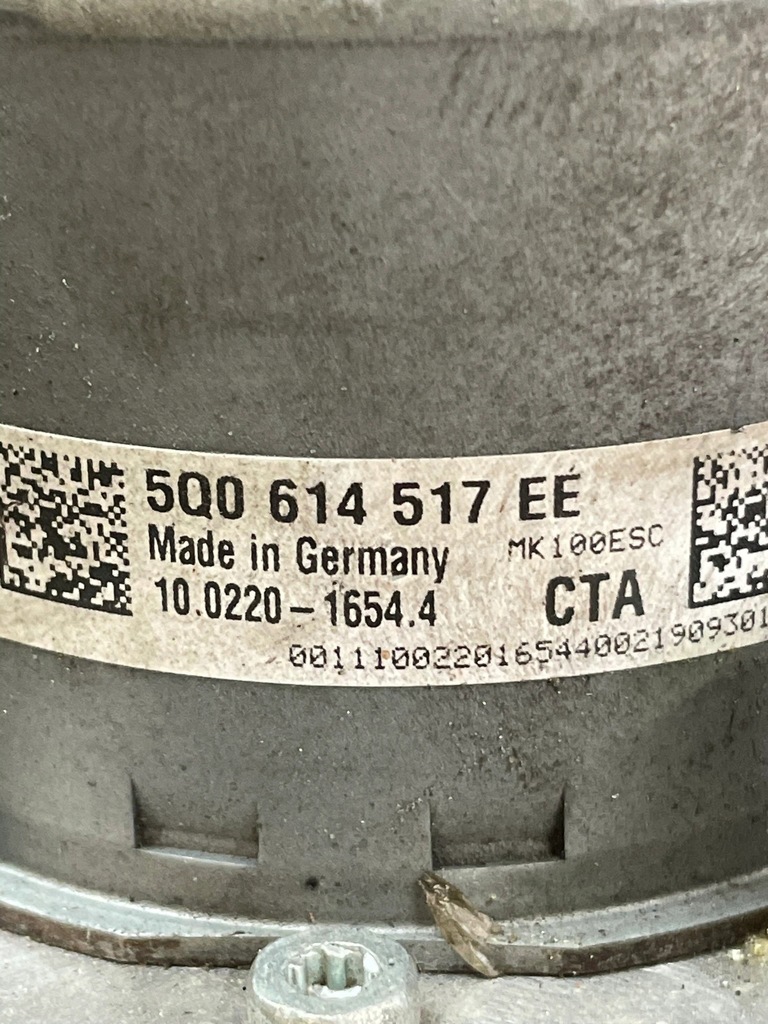 5Q0 614 517 EE
Made in Germany MK100ESC
10.0220-1654.4 CTA
0011100220165440021909301